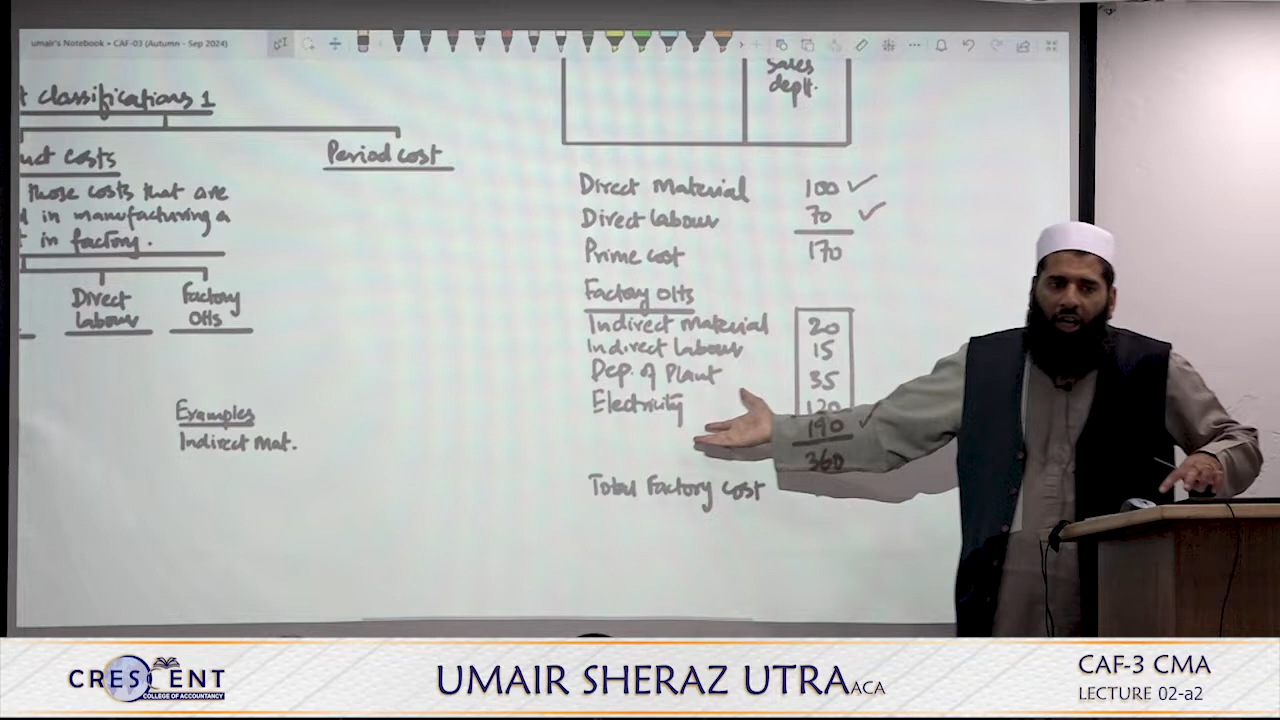 umair's Notebook • CAF-03 (Autumn - Sep 2024)
t classifications 1
uct costs
Period cost
Those costs that are
d in manufacturing a
t in factory.
Direct labour
Factory OHs
Examples
Indirect Mat.
Sales
deptt.
Direct Material 100 ✓
Direct labour 70 ✓
Prime cost 170
Factory OHs
Indirect Material 20
Indirect Labour 15
Dep. of Plant 35
Electricity 120
190 ✓
360
Total Factory cost
CRESCENT
COLLEGE OF ACCOUNTANCY
UMAIR SHERAZ UTRA ACA
CAF-3 CMA
LECTURE 02-a2